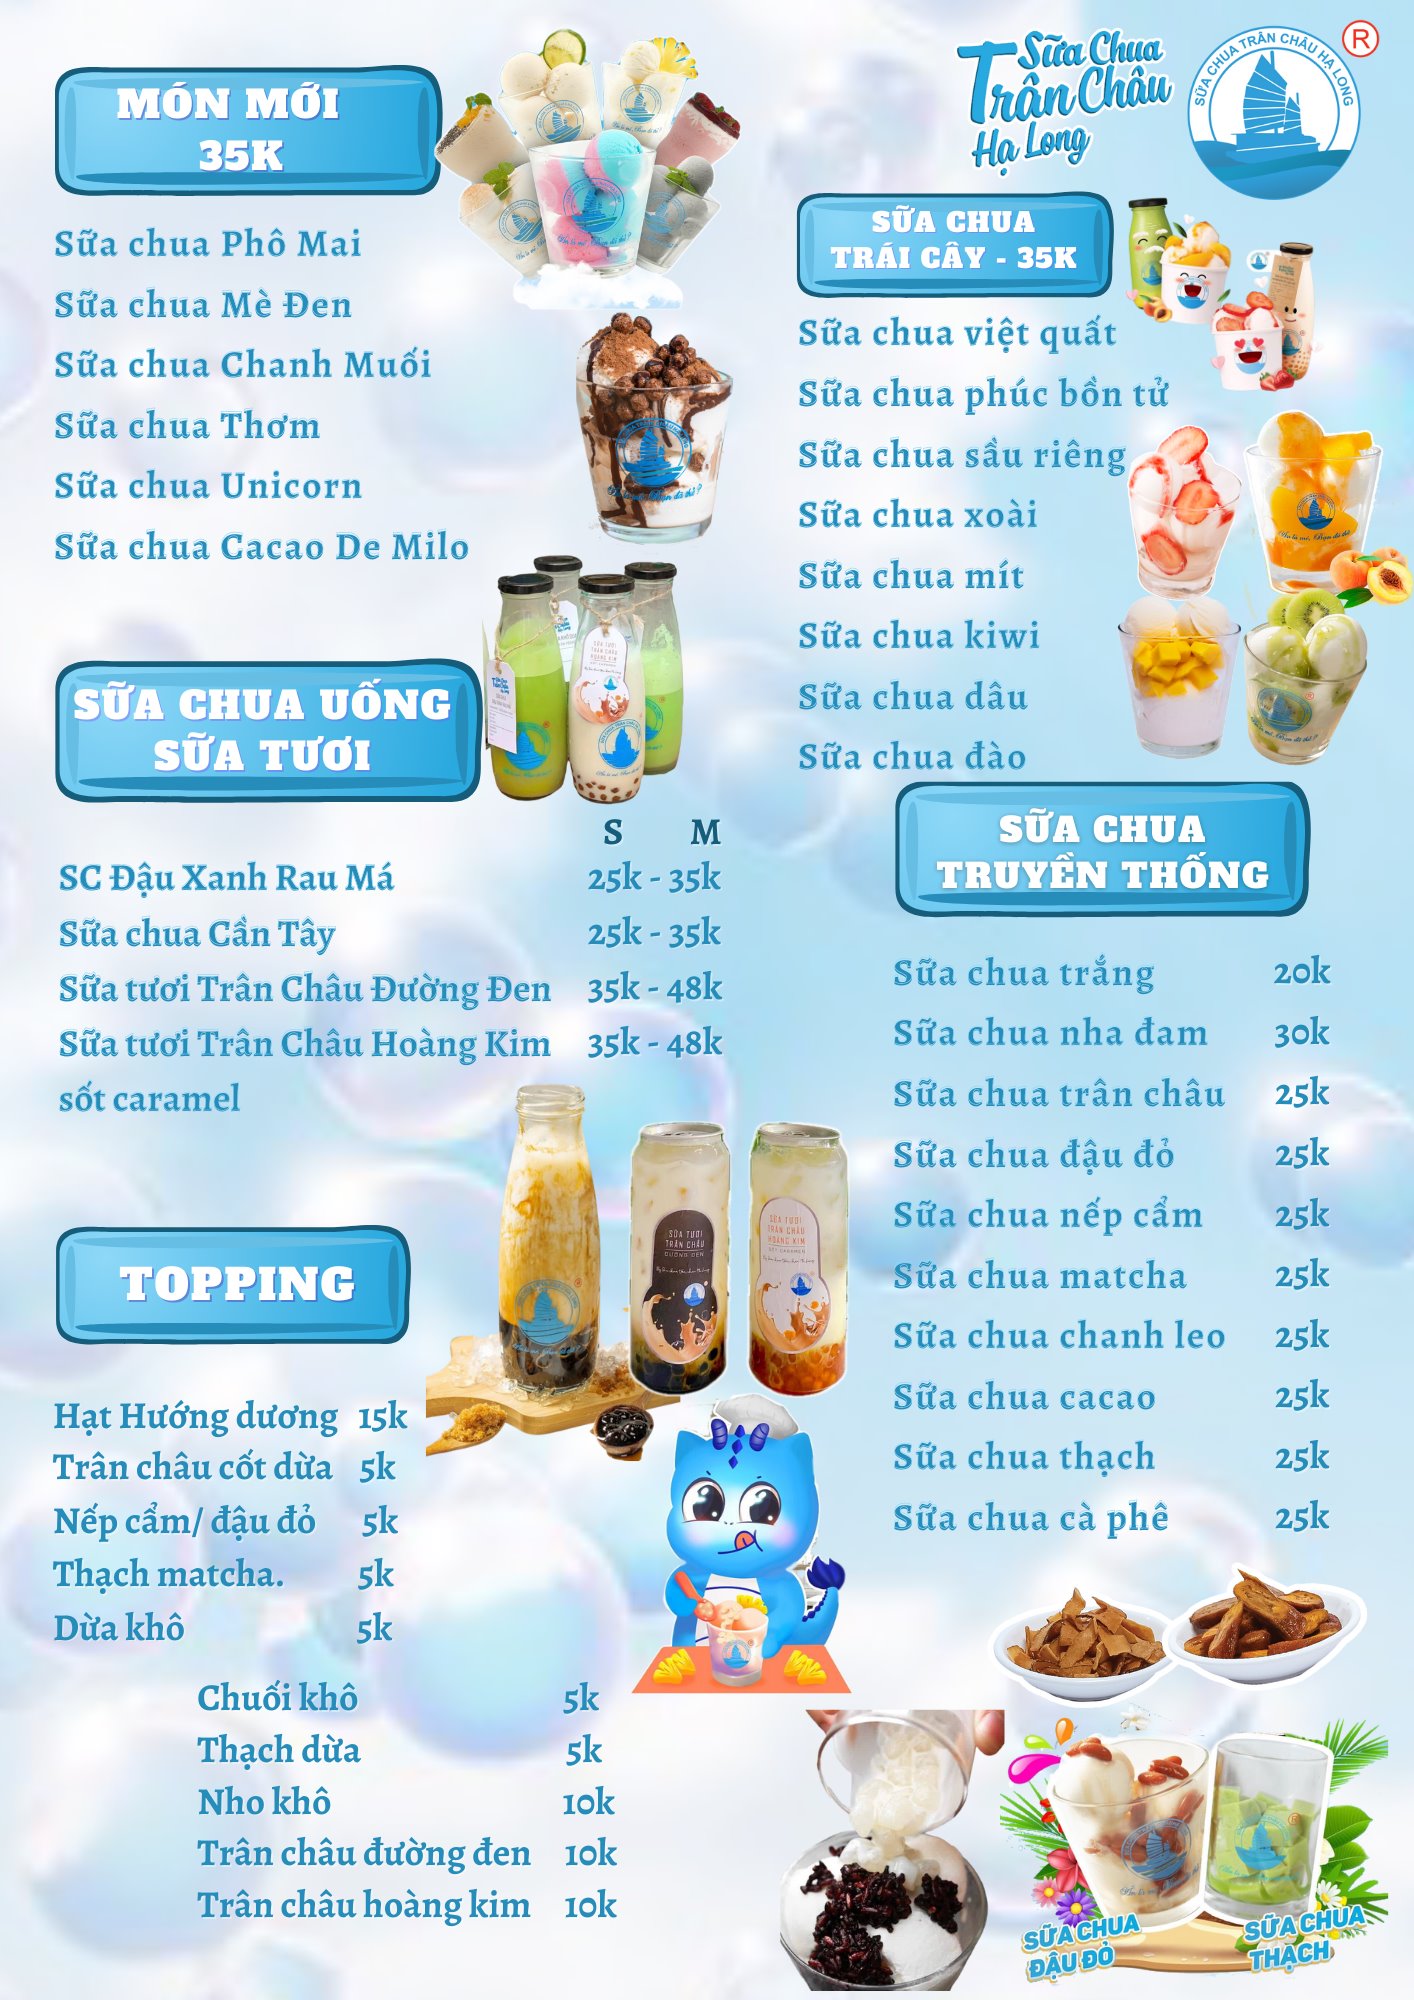 MÓN MỚI
35K
Sữa chua Phô Mai
Sữa chua Mè Đen
Sữa chua Chanh Muối
Sữa chua Thơm
Sữa chua Unicorn
Sữa chua Cacao De Milo
Sữa Chua
Trân Châu
Hạ Long
SỮA CHUA TRÂN CHÂU HẠ LONG
®
SỮA CHUA
TRÁI CÂY - 35K
Sữa chua việt quất
Sữa chua phúc bồn tử
Sữa chua sầu riêng
Sữa chua xoài
Sữa chua mít
Sữa chua kiwi
Sữa chua dâu
Sữa chua đào
SỮA CHUA UỐNG
SỮA TƯƠI
S M
SC Đậu Xanh Rau Má 25k - 35k
Sữa chua Cần Tây 25k - 35k
Sữa tươi Trân Châu Đường Đen 35k - 48k
Sữa tươi Trân Châu Hoàng Kim 35k - 48k
sốt caramel
SỮA CHUA
TRUYỀN THỐNG
Sữa chua trắng 20k
Sữa chua nha đam 30k
Sữa chua trân châu 25k
Sữa chua đậu đỏ 25k
Sữa chua nếp cẩm 25k
Sữa chua matcha 25k
Sữa chua chanh leo 25k
Sữa chua cacao 25k
Sữa chua thạch 25k
Sữa chua cà phê 25k
SỮA TƯƠI
TRÂN CHÂU
ĐƯỜNG ĐEN
SỮA TƯƠI
TRÂN CHÂU
HOÀNG KIM
TOPPING
Hạt Hướng dương 15k
Trân châu cốt dừa 5k
Nếp cẩm/ đậu đỏ 5k
Thạch matcha. 5k
Dừa khô 5k
Chuối khô 5k
Thạch dừa 5k
Nho khô 10k
Trân châu đường đen 10k
Trân châu hoàng kim 10k
SỮA CHUA
ĐẬU ĐỎ
SỮA CHUA
THẠCH